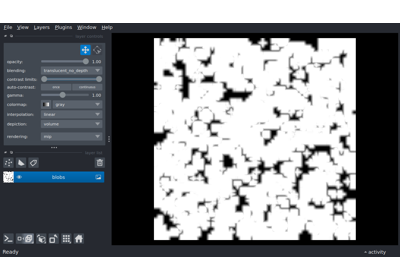 File View Layers Plugins Window Help
opacity: 1.00
blending: translucent_no_depth
contrast limits:
auto-contrast: once continuous
gamma: 1.00
colormap: gray
interpolation: linear
depiction: volume
rendering: mip
blobs
Ready activity